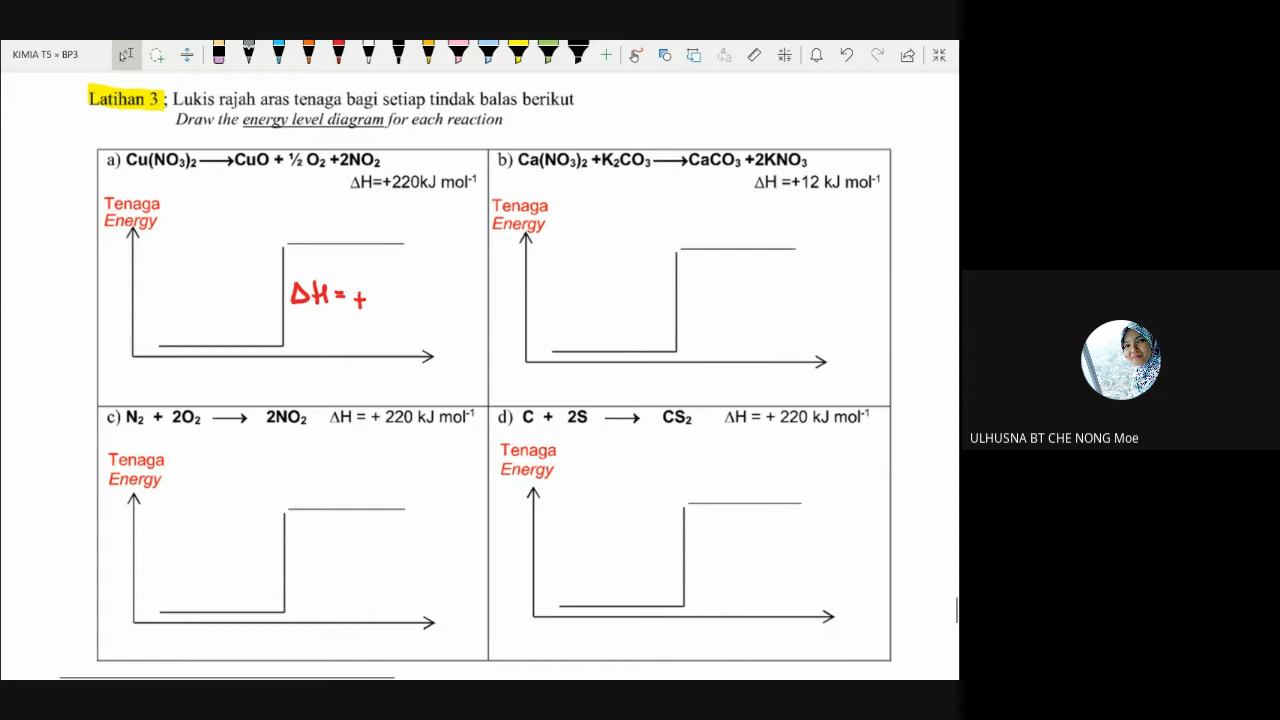 KIMIA T5 » BP3
Latihan 3 ; Lukis rajah aras tenaga bagi setiap tindak balas berikut
Draw the energy level diagram for each reaction
a) Cu(NO₃)₂ ⟶ CuO + ½ O₂ +2NO₂
ΔH=+220kJ mol⁻¹
Tenaga
Energy
ΔH = +
b) Ca(NO₃)₂ +K₂CO₃ ⟶ CaCO₃ +2KNO₃
ΔH =+12 kJ mol⁻¹
Tenaga
Energy
c) N₂ + 2O₂ ⟶ 2NO₂ ΔH = + 220 kJ mol⁻¹
Tenaga
Energy
d) C + 2S ⟶ CS₂ ΔH = + 220 kJ mol⁻¹
Tenaga
Energy
ULHUSNA BT CHE NONG Moe